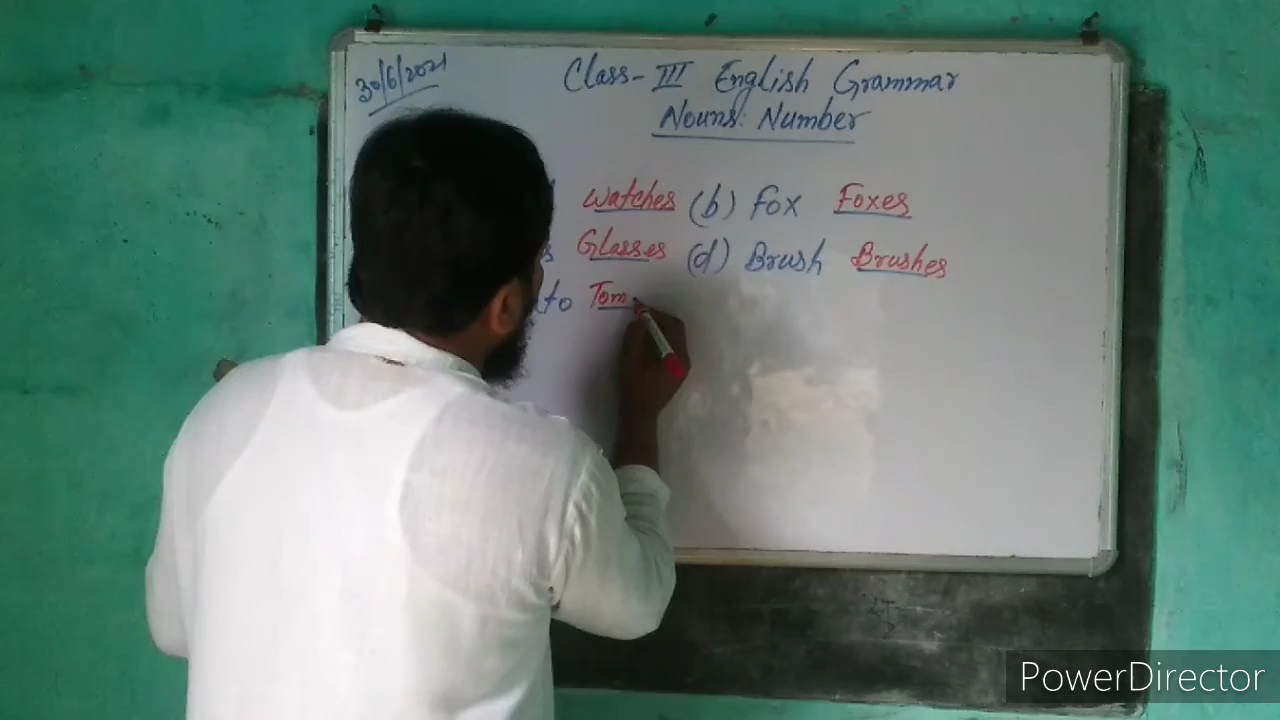 30/6/2021
Class-III English Grammar
Nouns: Number
Watches (b) Fox Foxes
Glasses (d) Brush Brushes
to Tom
PowerDirector